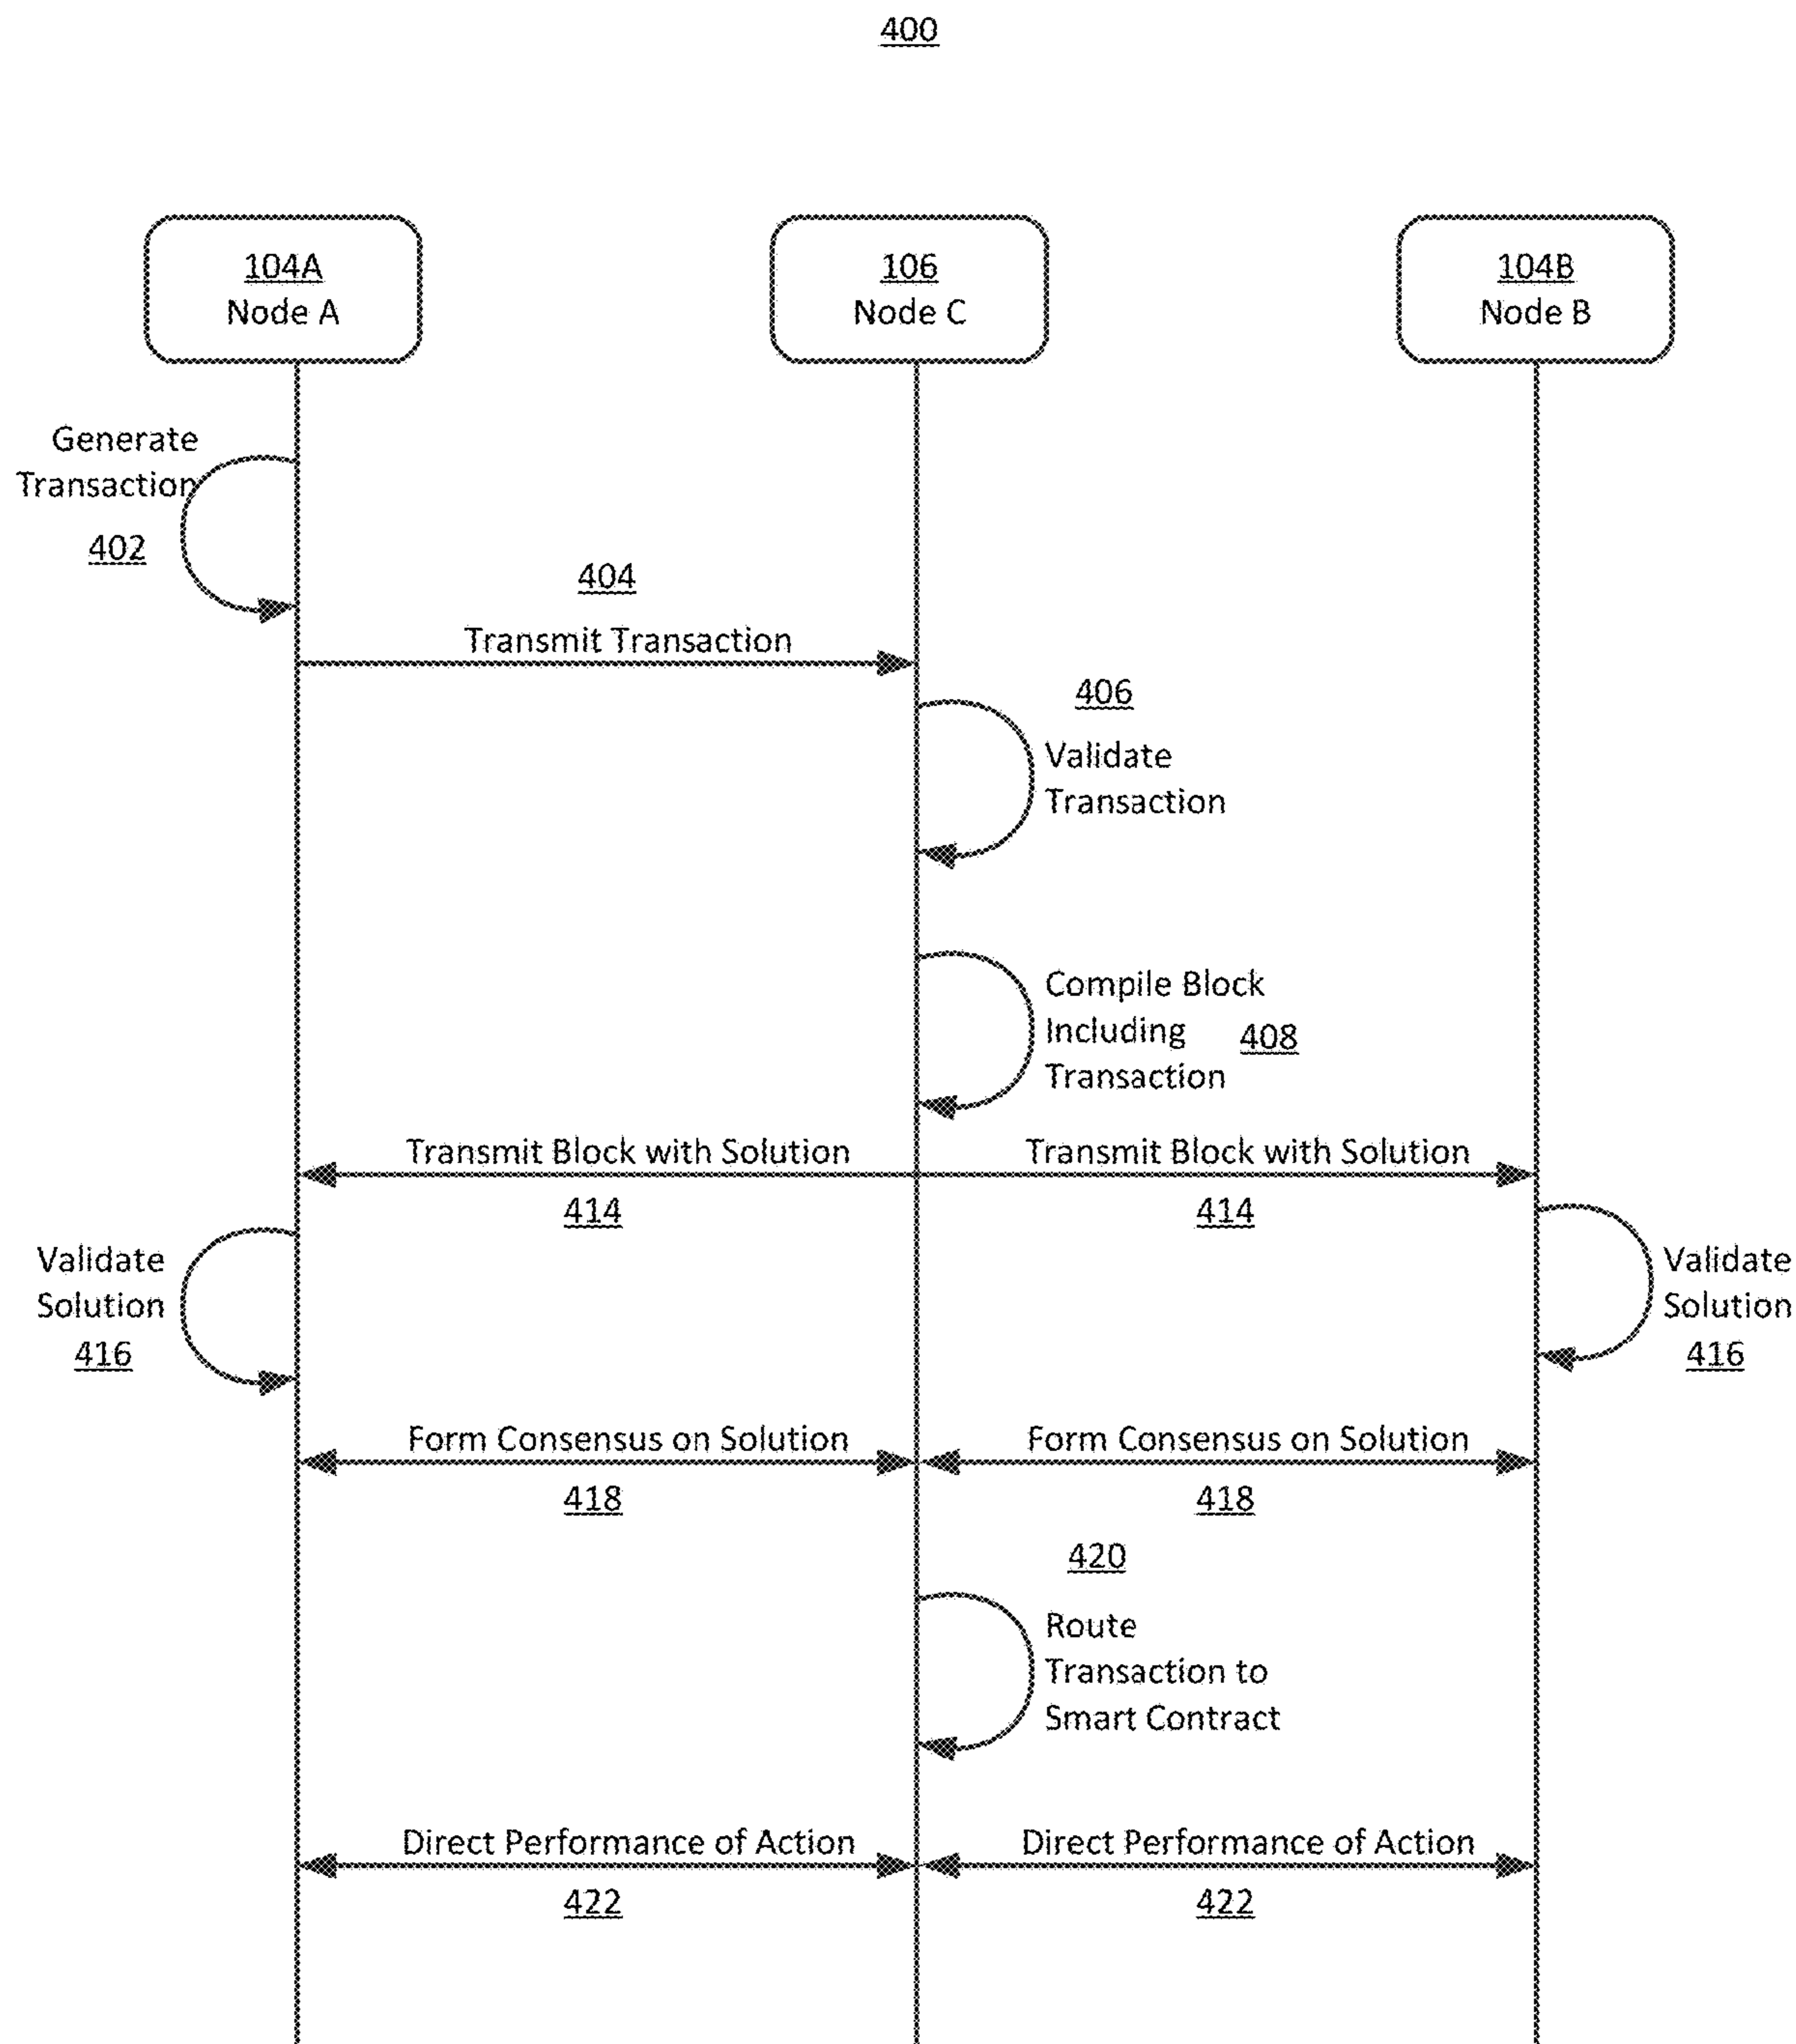 400
104A
Node A
106
Node C
104B
Node B
Generate
Transaction
402
404
Transmit Transaction
406
Validate
Transaction
Compile Block
Including
408
Transaction
Transmit Block with Solution
Transmit Block with Solution
414
414
Validate
Solution
416
Validate
Solution
416
Form Consensus on Solution
Form Consensus on Solution
418
418
420
Route
Transaction to
Smart Contract
Direct Performance of Action
Direct Performance of Action
422
422